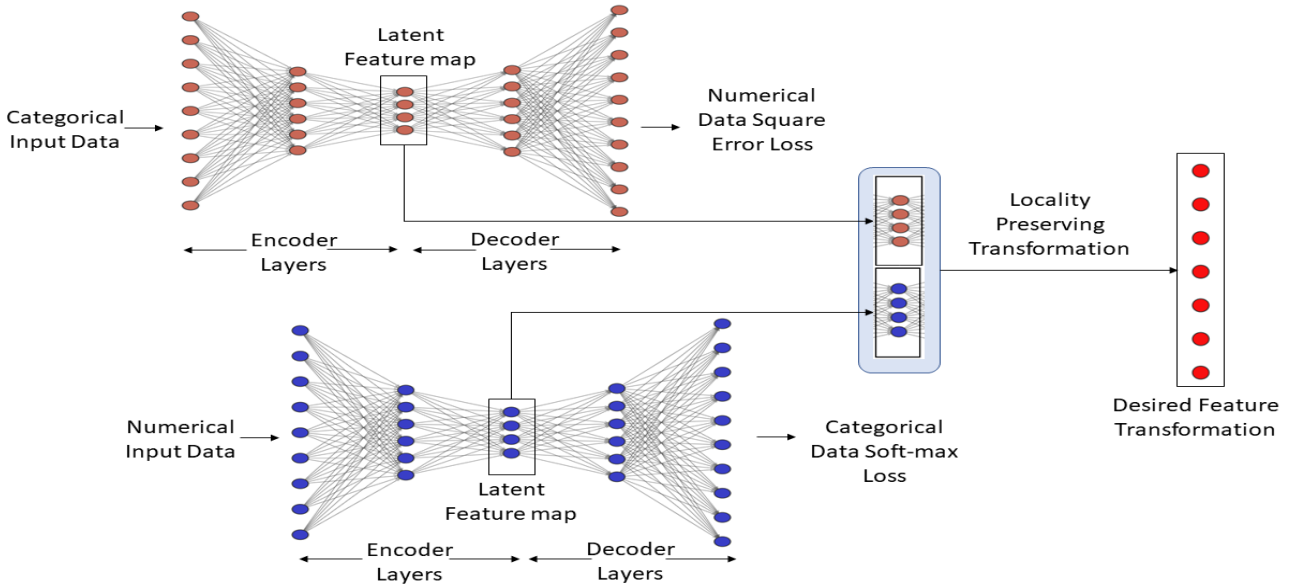 Latent
Feature map
Categorical
Input Data
Numerical
Data Square
Error Loss
Encoder
Layers
Decoder
Layers
Locality
Preserving
Transformation
Desired Feature
Transformation
Numerical
Input Data
Latent
Feature map
Categorical
Data Soft-max
Loss
Encoder
Layers
Decoder
Layers